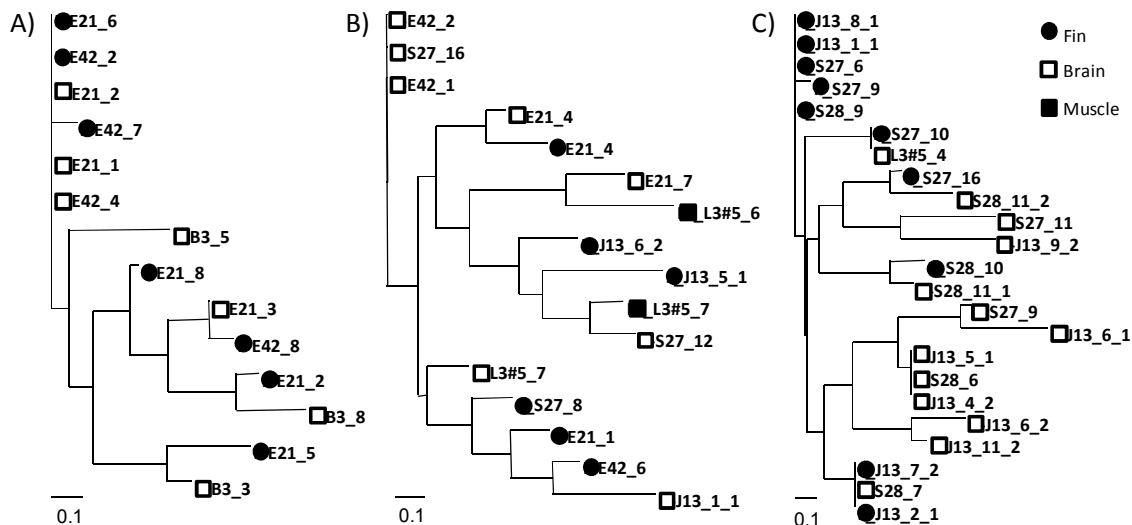 A)
E21_6
E42_2
E21_2
E42_7
E21_1
E42_4
B3_5
E21_8
E21_3
E42_8
E21_2
B3_8
E21_5
B3_3
0.1
B)
E42_2
S27_16
E42_1
E21_4
E21_4
E21_7
L3#5_6
J13_6_2
J13_5_1
L3#5_7
S27_12
L3#5_7
S27_8
E21_1
E42_6
J13_1_1
0.1
C)
J13_8_1
J13_1_1
S27_6
S27_9
S28_9
S27_10
L3#5_4
S27_16
S28_11_2
S27_11
J13_9_2
S28_10
S28_11_1
S27_9
J13_6_1
J13_5_1
S28_6
J13_4_2
J13_6_2
J13_11_2
J13_7_2
S28_7
J13_2_1
0.1
Fin
Brain
Muscle